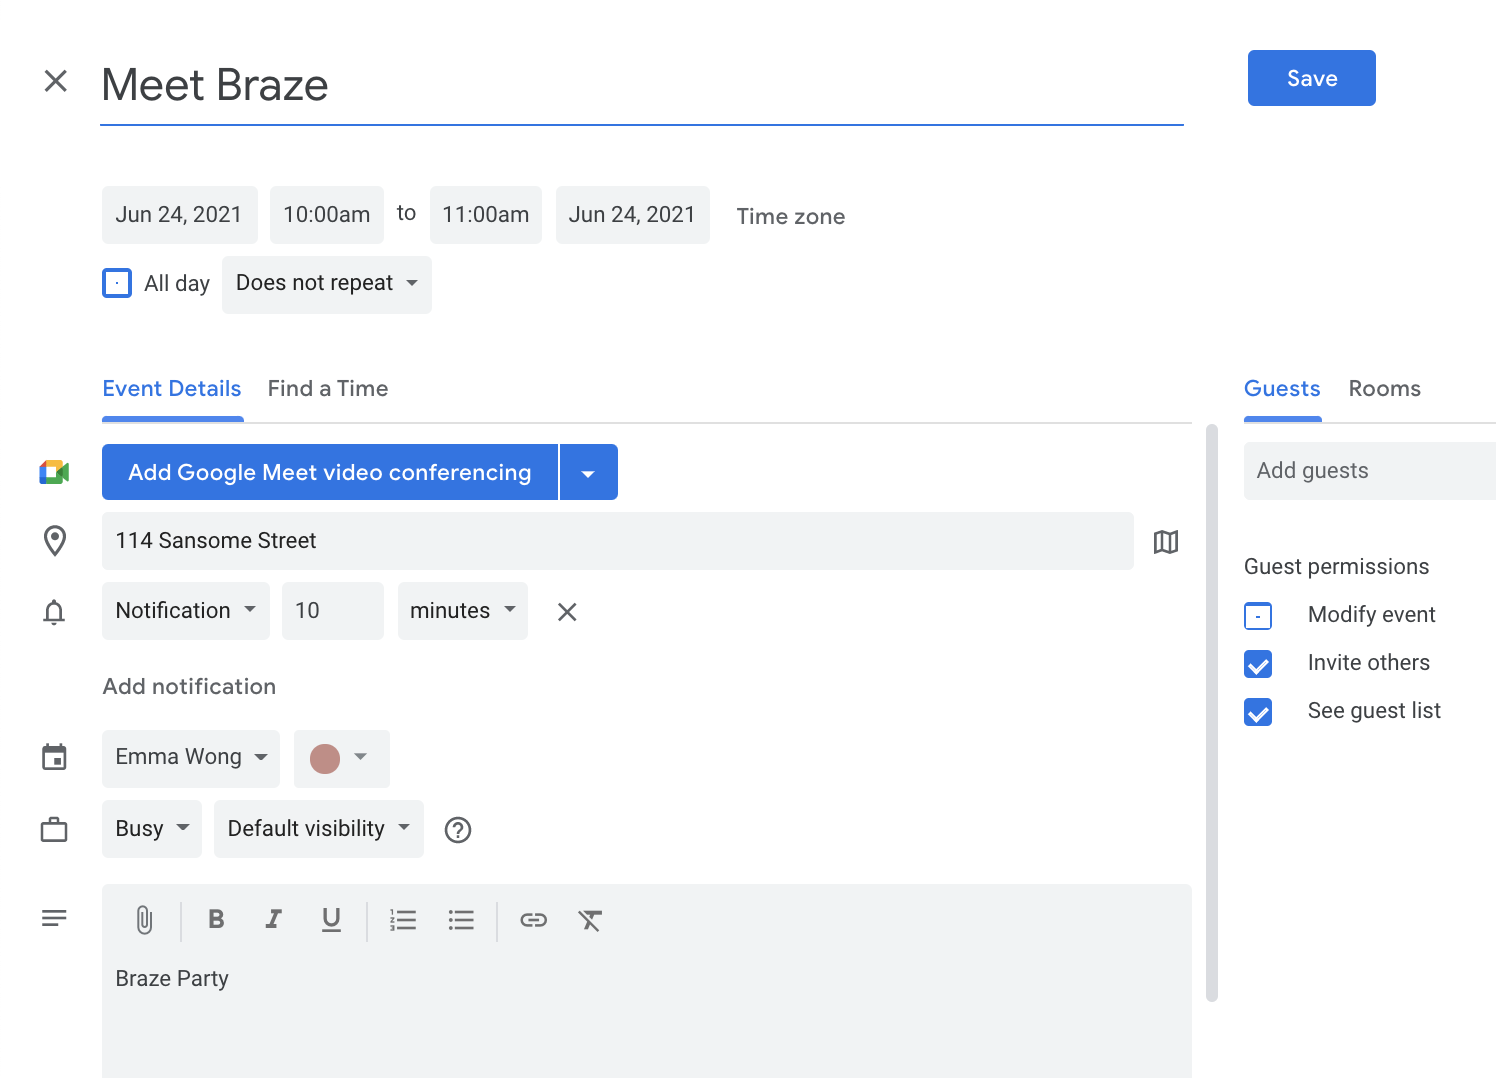 Meet Braze
Save
Jun 24, 2021 10:00am to 11:00am Jun 24, 2021 Time zone
All day Does not repeat
Event Details Find a Time
Guests Rooms
Add Google Meet video conferencing
Add guests
114 Sansome Street
Guest permissions
Notification 10 minutes
Modify event
Invite others
Add notification
See guest list
Emma Wong
Busy Default visibility
B I U
Braze Party